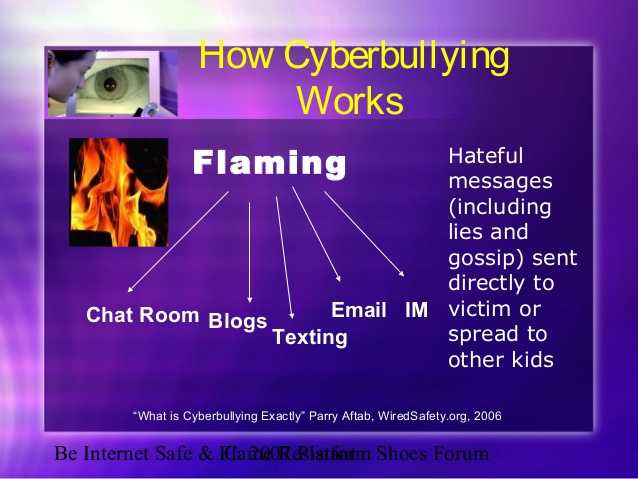 How Cyberbullying
Works
Flaming
Hateful
messages
(including
lies and
gossip) sent
directly to
victim or
spread to
other kids
Chat Room
Blogs
Texting
Email
IM
“What is Cyberbullying Exactly” Parry Aftab, WiredSafety.org, 2006
Be Internet Safe &
2007 Platform Shoes Forum